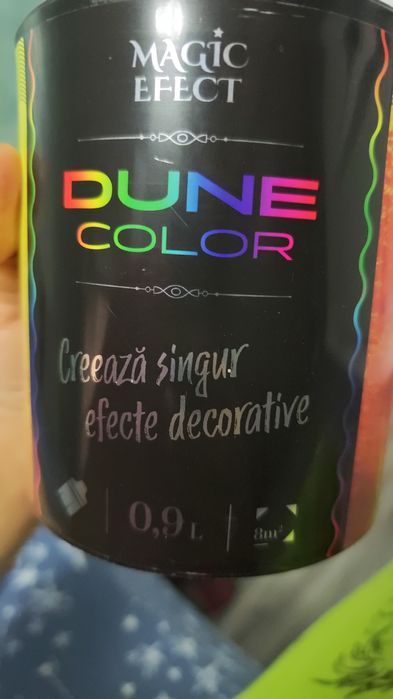 MAGIC
EFECT
DUNE
COLOR
Creează singur
efecte decorative
0,9 L
8m²